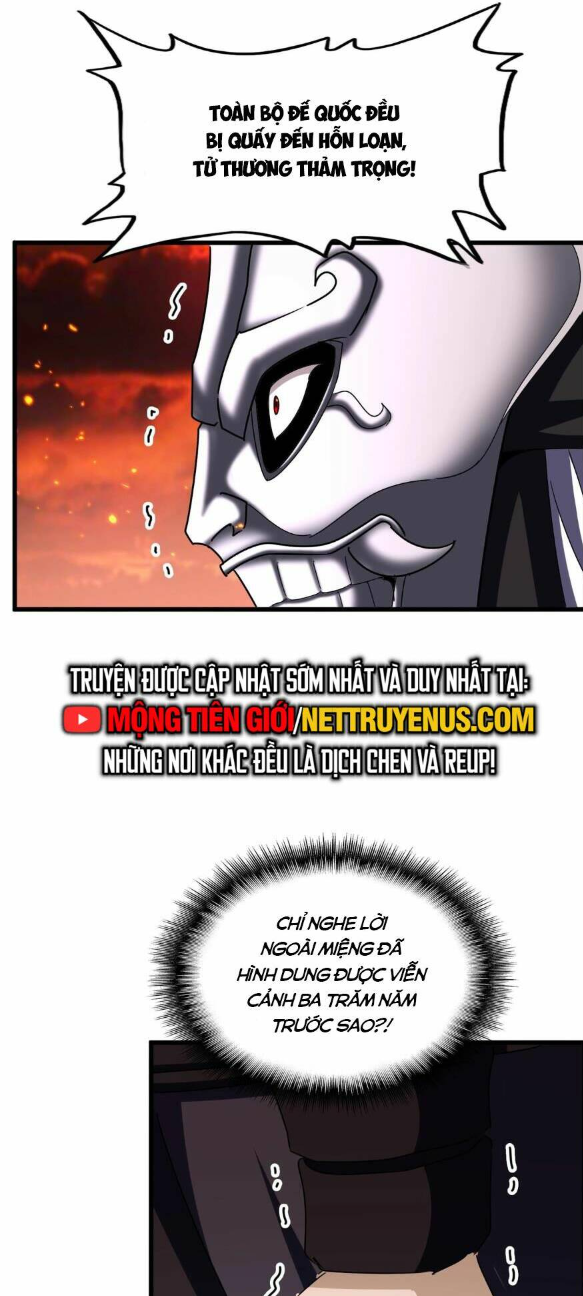 TOÀN BỘ ĐẾ QUỐC ĐỀU
BỊ QUẤY ĐẾN HỖN LOẠN,
TỬ THƯƠNG THẢM TRỌNG!
TRUYỆN ĐƯỢC CẬP NHẬT SỚM NHẤT VÀ DUY NHẤT TẠI:
MỘNG TIÊN GIỚI/NETTRUYENUS.COM
NHỮNG NƠI KHÁC ĐỀU LÀ DỊCH CHEN VÀ REUP!
CHỈ NGHE LỜI
NGOÀI MIỆNG ĐÃ
HÌNH DUNG ĐƯỢC VIỄN
CẢNH BA TRĂM NĂM
TRƯỚC SAO?!